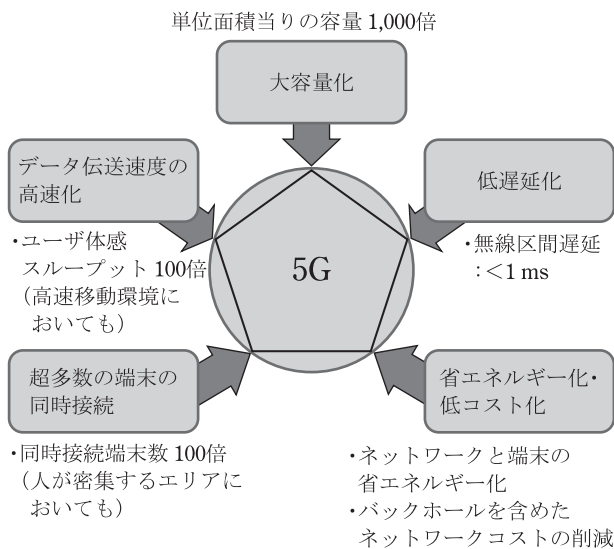 単位面積当りの容量 1,000倍
大容量化
データ伝送速度の
高速化
・ユーザ体感
スループット 100倍
（高速移動環境に
おいても）
低遅延化
・無線区間遅延
：＜1 ms
5G
超多数の端末の
同時接続
・同時接続端末数 100倍
（人が密集するエリアに
おいても）
省エネルギー化・
低コスト化
・ネットワークと端末の
省エネルギー化
・バックホールを含めた
ネットワークコストの削減